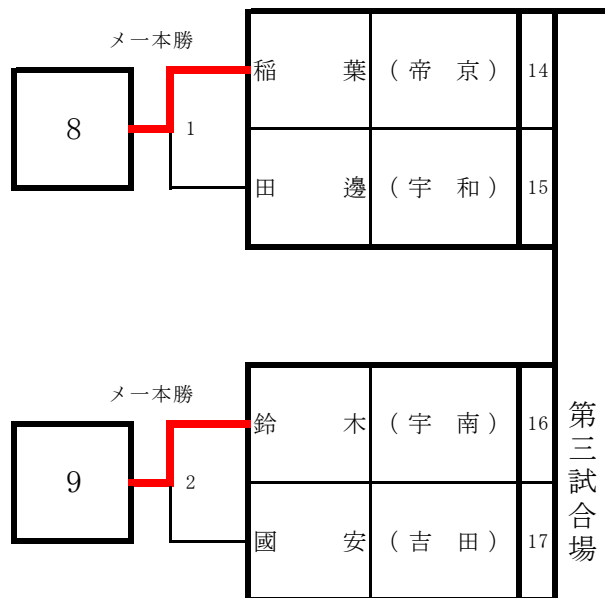 メ一本勝
8
1
稲 葉 (帝 京) 14
田 邊 (宇 和) 15
メ一本勝
9
2
鈴 木 (宇 南) 16
國 安 (吉 田) 17
第三試合場